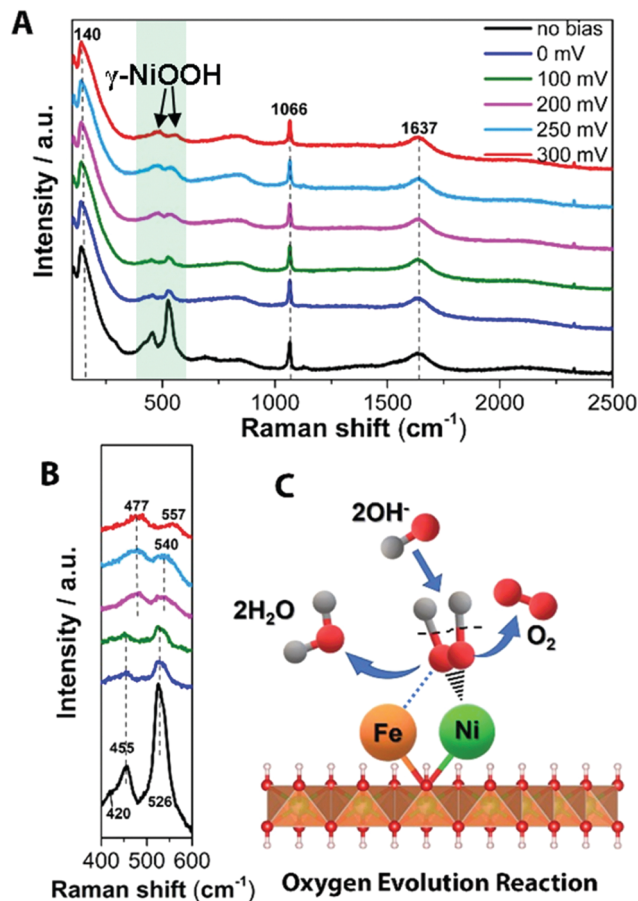 A
140
γ-NiOOH
1066
1637
no bias
0 mV
100 mV
200 mV
250 mV
300 mV
Intensity / a.u.
500
1000
1500
2000
2500
Raman shift (cm⁻¹)
B
477
557
540
455
526
420
Intensity / a.u.
400
500
600
Raman shift (cm⁻¹)
C
2OH⁻
2H₂O
O₂
Fe
Ni
Oxygen Evolution Reaction